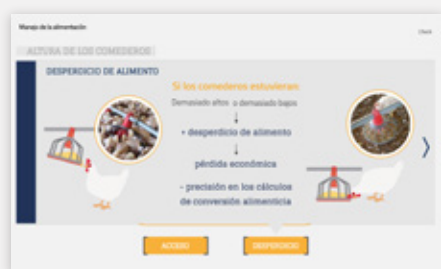 Manejo de la alimentación
ALTURA DE LOS COMEDEROS
DESPERDICIO DE ALIMENTO
Si los comederos estuvieran:
Demasiado altos o demasiado bajos
+ desperdicio de alimento
pérdida económica
- precisión en los cálculos
de conversión alimenticia
ACCESO
DESPERDICIO